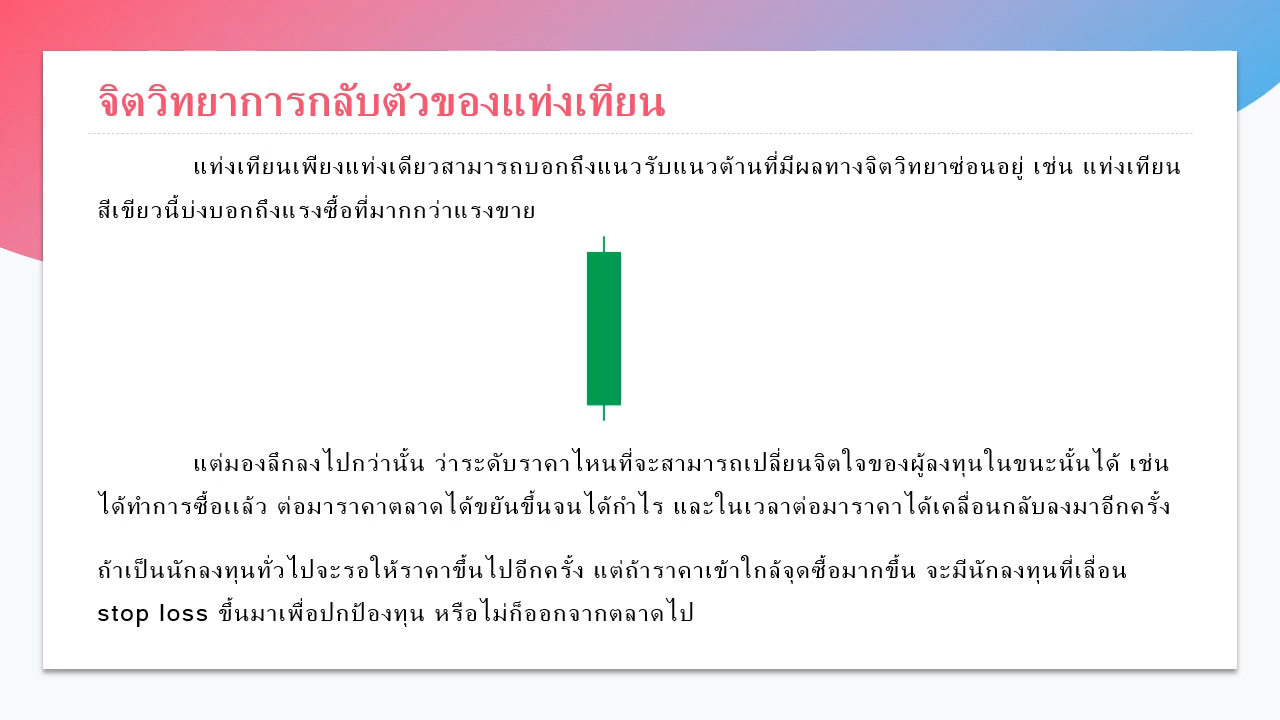 จิตวิทยาการกลับตัวของแท่งเทียน
แท่งเทียนเพียงแท่งเดียวสามารถบอกถึงแนวรับแนวต้านที่มีผลทางจิตวิทยาซ่อนอยู่ เช่น แท่งเทียน
สีเขียวนี้บ่งบอกถึงแรงซื้อที่มากกว่าแรงขาย
แต่มองลึกลงไปกว่านั้น ว่าระดับราคาไหนที่จะสามารถเปลี่ยนจิตใจของผู้ลงทุนในขนะนั้นได้ เช่น
ได้ทำการซื้อแล้ว ต่อมาราคาตลาดได้ขยันขึ้นจนได้กำไร และในเวลาต่อมาราคาได้เคลื่อนกลับลงมาอีกครั้ง
ถ้าเป็นนักลงทุนทั่วไปจะรอให้ราคาขึ้นไปอีกครั้ง แต่ถ้าราคาเข้าใกล้จุดซื้อมากขึ้น จะมีนักลงทุนที่เลื่อน
stop loss ขึ้นมาเพื่อปกป้องทุน หรือไม่ก็ออกจากตลาดไป